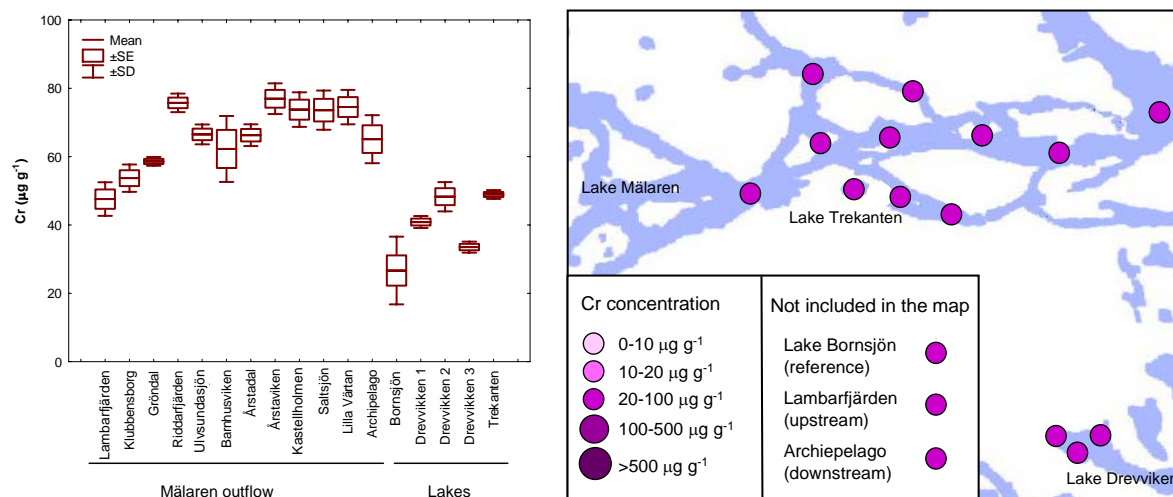 100
80
60
40
20
0
Cr (µg g-1)
Mean
±SE
±SD
Lambarfjärden
Klubbensborg
Gröndal
Riddarfjärden
Ulvsundasjön
Barnhusviken
Årstadal
Årstaviken
Kastellholmen
Saltsjön
Lilla Värtan
Archipelago
Bornsjön
Drevvikken 1
Drevvikken 2
Drevvikken 3
Trekanten
Mälaren outflow
Lakes
Lake Mälaren
Lake Trekanten
Lake Drevviken
Cr concentration
0-10 µg g-1
10-20 µg g-1
20-100 µg g-1
100-500 µg g-1
>500 µg g-1
Not included in the map
Lake Bornsjön
(reference)
Lambarfjärden
(upstream)
Archiepelago
(downstream)